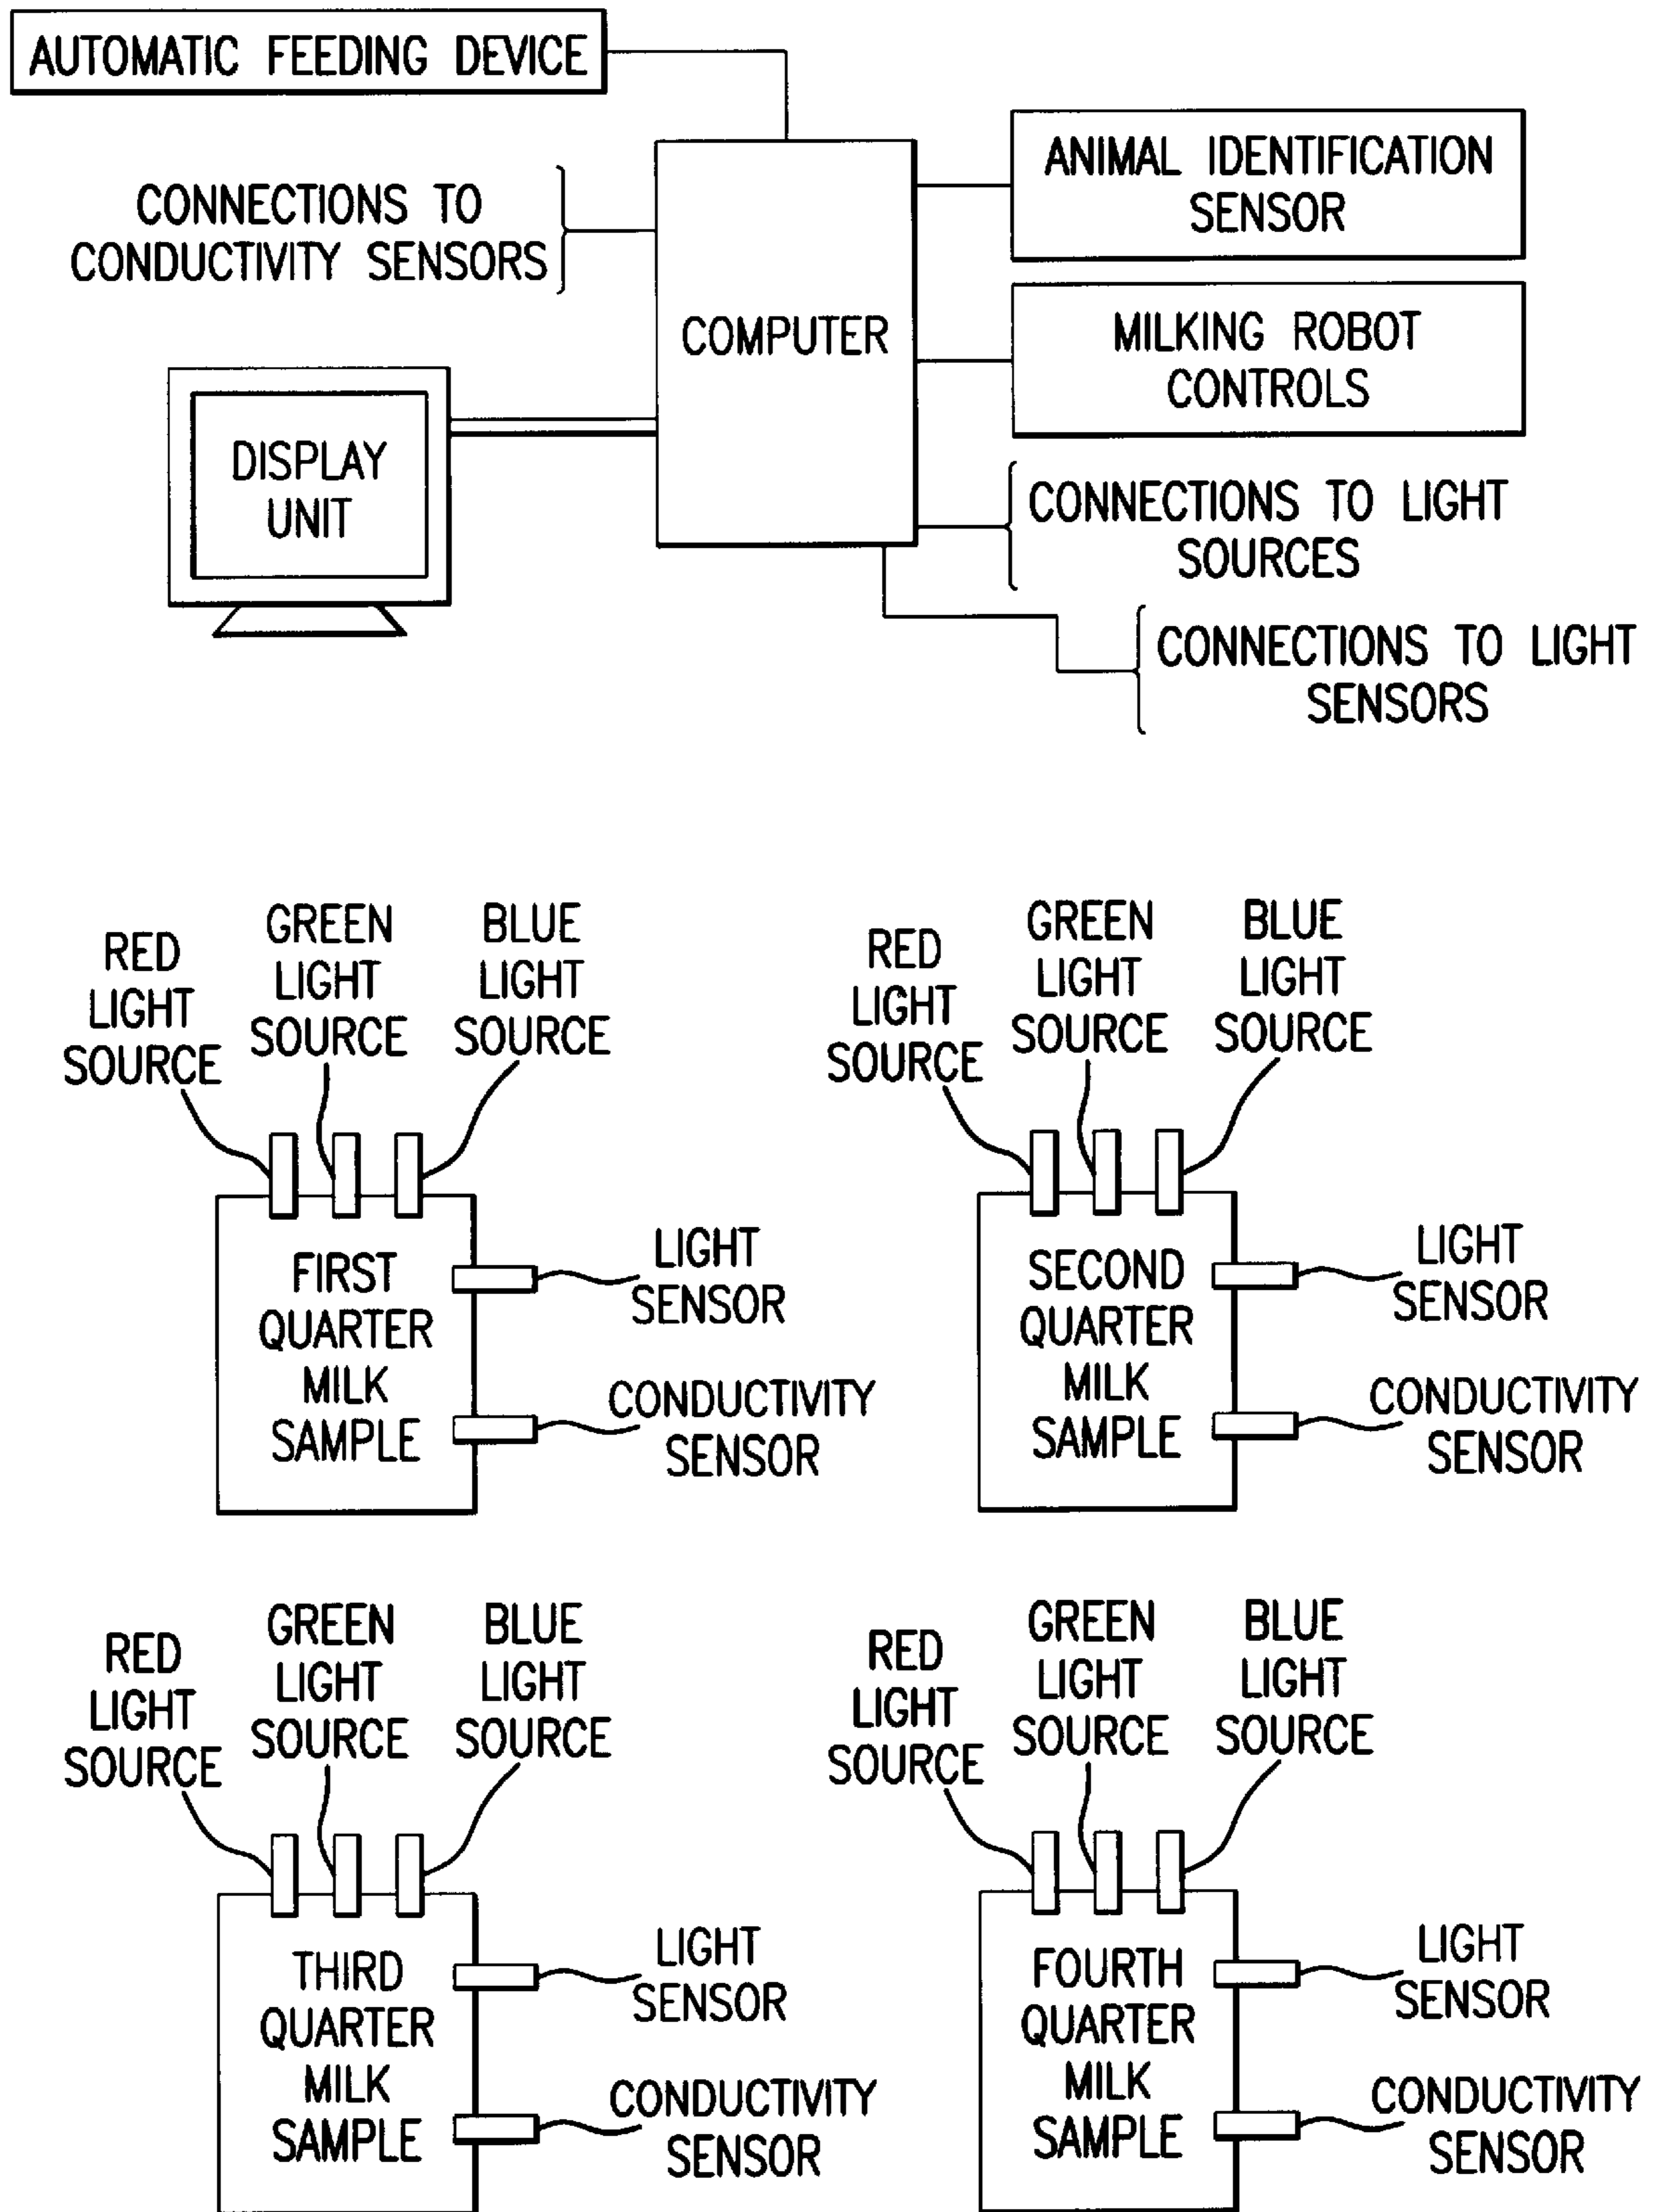 AUTOMATIC FEEDING DEVICE
CONNECTIONS TO
CONDUCTIVITY SENSORS
COMPUTER
ANIMAL IDENTIFICATION
SENSOR
MILKING ROBOT
CONTROLS
DISPLAY
UNIT
CONNECTIONS TO LIGHT
SOURCES
CONNECTIONS TO LIGHT
SENSORS
RED
LIGHT
SOURCE
GREEN
LIGHT
SOURCE
BLUE
LIGHT
SOURCE
FIRST
QUARTER
MILK
SAMPLE
LIGHT
SENSOR
CONDUCTIVITY
SENSOR
RED
LIGHT
SOURCE
GREEN
LIGHT
SOURCE
BLUE
LIGHT
SOURCE
SECOND
QUARTER
MILK
SAMPLE
LIGHT
SENSOR
CONDUCTIVITY
SENSOR
RED
LIGHT
SOURCE
GREEN
LIGHT
SOURCE
BLUE
LIGHT
SOURCE
THIRD
QUARTER
MILK
SAMPLE
LIGHT
SENSOR
CONDUCTIVITY
SENSOR
RED
LIGHT
SOURCE
GREEN
LIGHT
SOURCE
BLUE
LIGHT
SOURCE
FOURTH
QUARTER
MILK
SAMPLE
LIGHT
SENSOR
CONDUCTIVITY
SENSOR